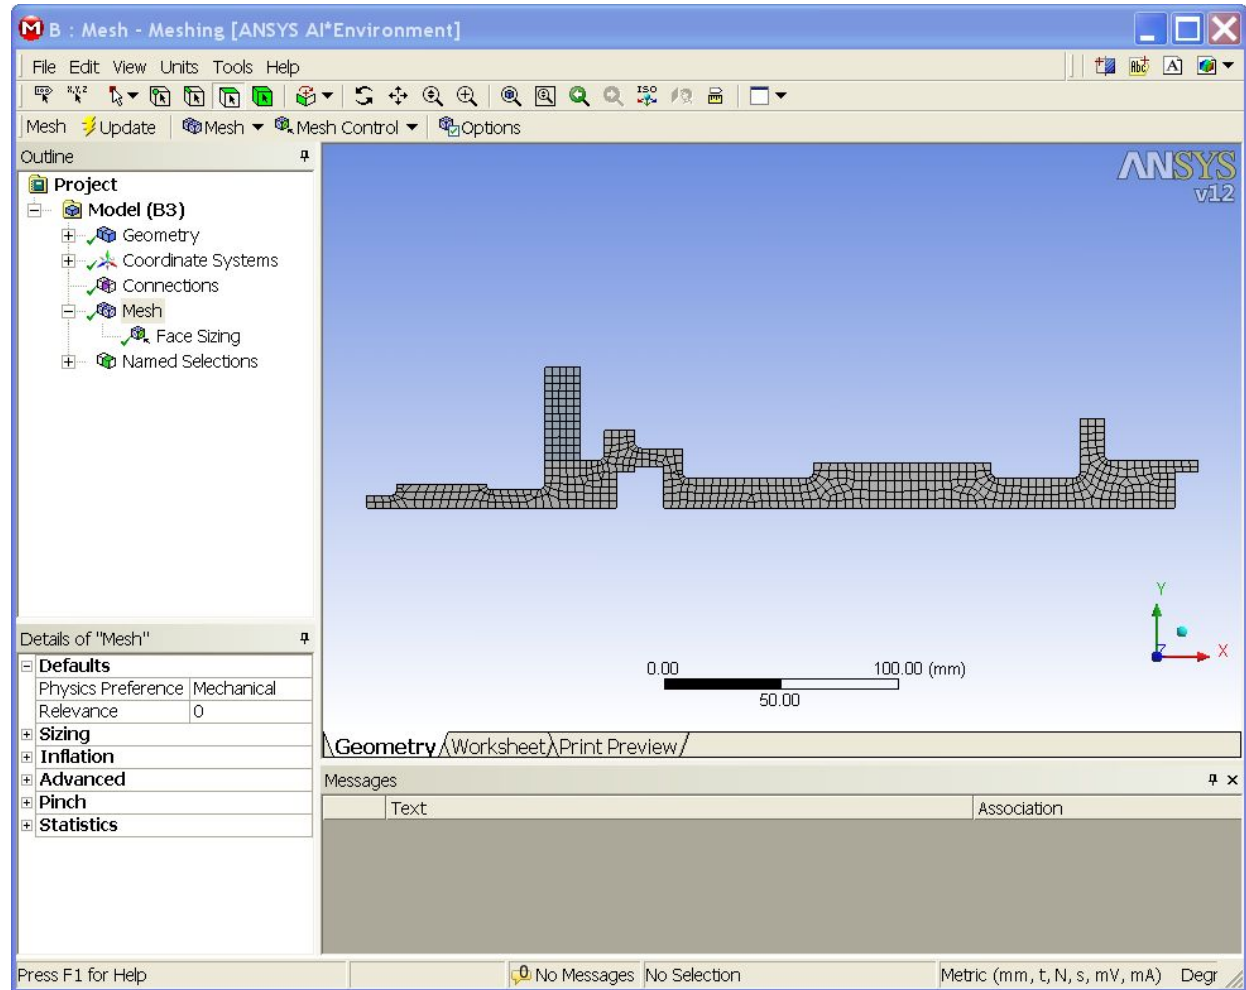 B : Mesh - Meshing [ANSYS AI*Environment]
File Edit View Units Tools Help
Mesh Update Mesh Mesh Control Options
Outline
Project
Model (B3)
Geometry
Coordinate Systems
Connections
Mesh
Face Sizing
Named Selections
ANSYS
v12
Y
Z
X
0.00 100.00 (mm)
50.00
Details of "Mesh"
Defaults
Physics Preference Mechanical
Relevance 0
Sizing
Inflation
Advanced
Pinch
Statistics
Geometry Worksheet Print Preview
Messages
Text Association
Press F1 for Help 0 No Messages No Selection Metric (mm, t, N, s, mV, mA) Degr